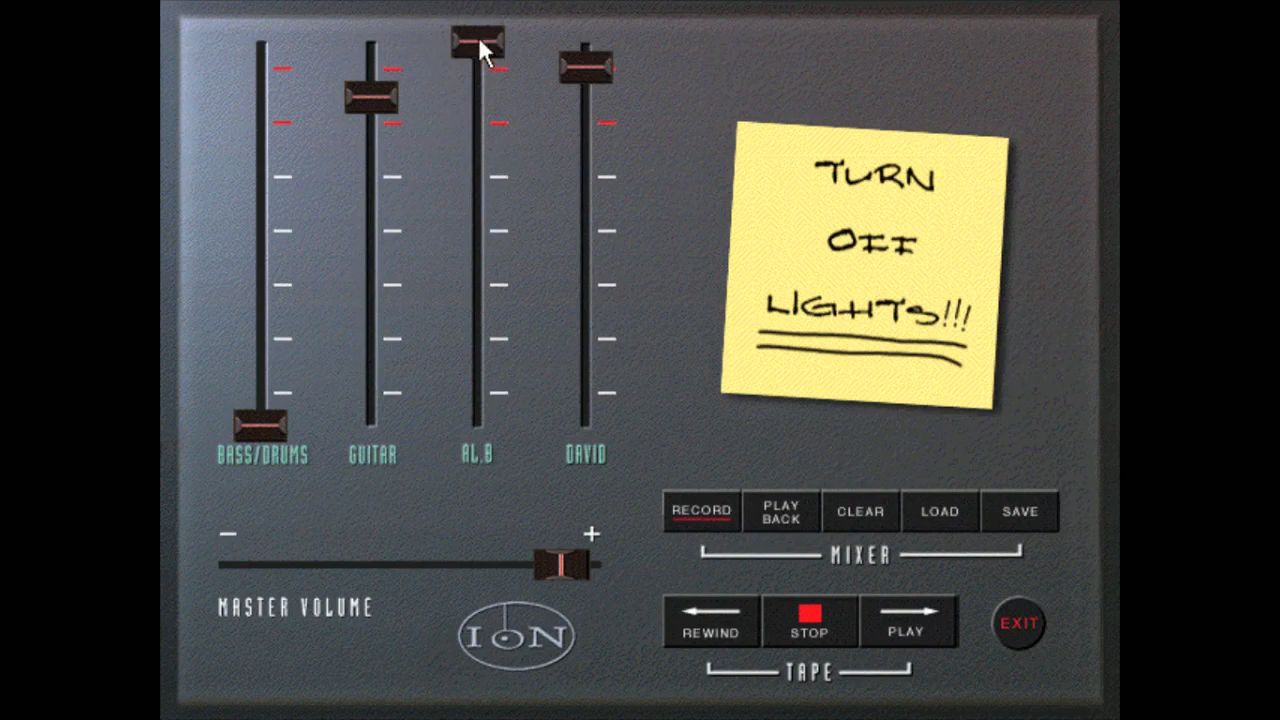 TURN
OFF
LIGHTS!!!
BASS/DRUMS GUITAR AL.B DAVID
RECORD PLAY BACK CLEAR LOAD SAVE
MIXER
− +
MASTER VOLUME
ION
REWIND STOP PLAY EXIT
TAPE